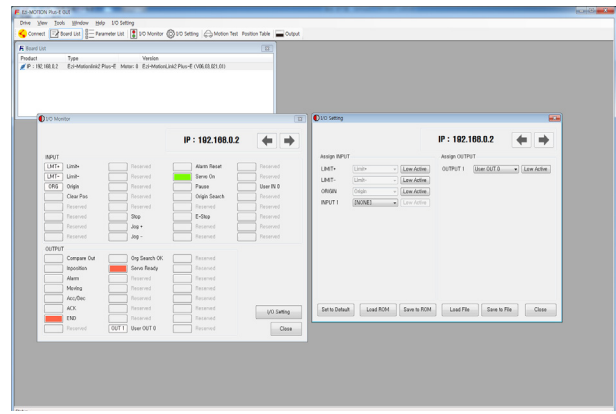 Ezi-MOTION Plus-E GUI
Drive View Tools Window Help I/O Setting
Connect Board List Parameter List I/O Monitor I/O Setting Motion Test Position Table Output
Board List
Product Type Version
IP : 192.168.0.2 Ezi-Motionlink2 Plus-E Motor: 8 Ezi-MotionLink2 Plus-E (V06.03.021.01)
I/O Monitor
IP : 192.168.0.2
INPUT
LMT+ Limit+ Reserved Alarm Reset Reserved
LMT- Limit- Reserved Servo On Reserved
ORG Origin Reserved Pause User IN 0
Clear Pos Reserved Origin Search Reserved
Reserved Reserved Reserved Reserved
Reserved Stop E-Stop Reserved
Reserved Jog + Reserved Reserved
Reserved Jog - Reserved Reserved
OUTPUT
Compare Out Org Search OK Reserved
Inposition Servo Ready Reserved
Alarm Reserved Reserved
Moving Reserved Reserved
Acc/Dec Reserved Reserved
ACK Reserved Reserved
END Reserved Reserved
Reserved OUT 1 User OUT 0 Reserved
I/O Setting
Close
I/O Setting
IP : 192.168.0.2
Assign INPUT Assign OUTPUT
LIMIT+ Limit+ Low Active OUTPUT 1 User OUT 0 Low Active
LIMIT- Limit- Low Active
ORIGIN Origin Low Active
INPUT 1 [NONE] Low Active
Set to Default Load ROM Save to ROM Load File Save to File Close